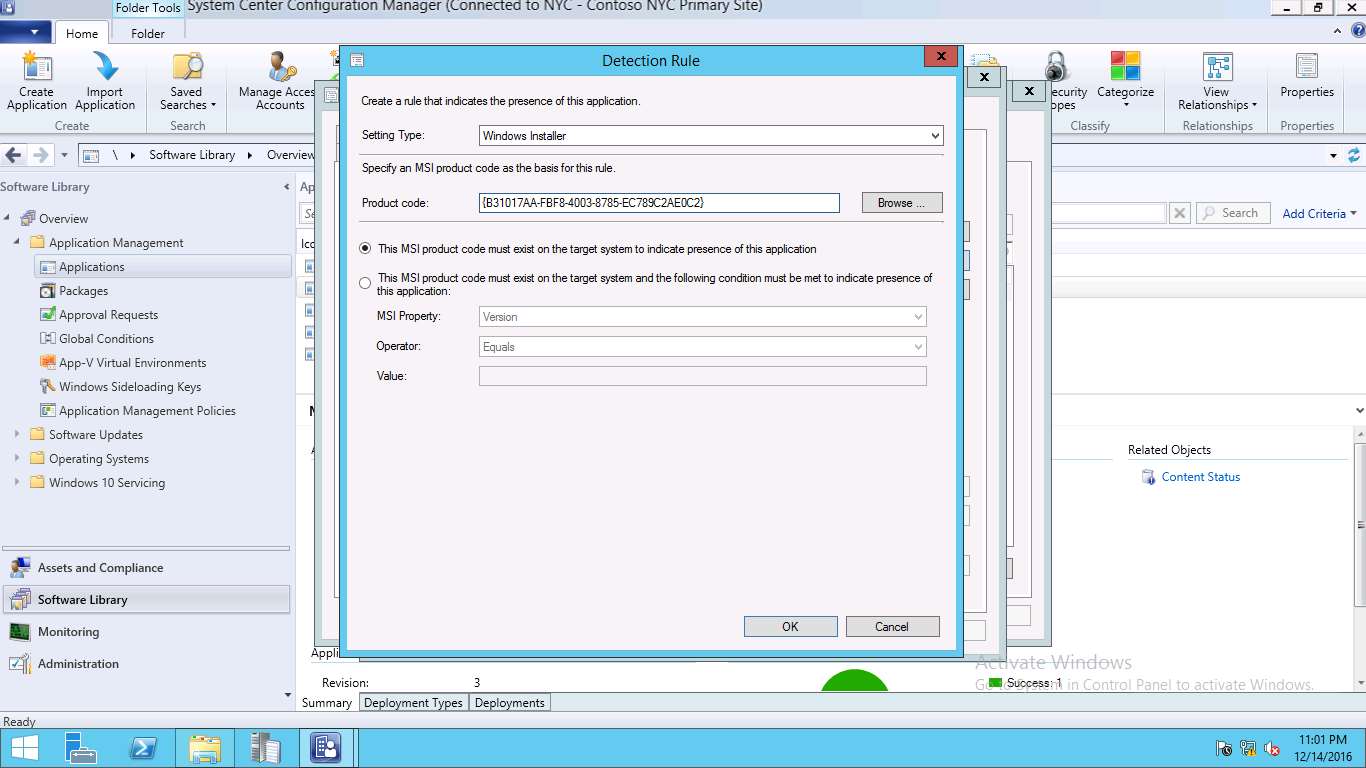 Folder Tools
System Center Configuration Manager (Connected to NYC - Contoso NYC Primary Site)
Home
Folder
Create Application
Import Application
Saved Searches
Manage Acces
Accounts
Categorize
View Relationships
Properties
Create
Search
Classify
Relationships
Properties
\
Software Library
Overview
Software Library
Overview
Application Management
Applications
Packages
Approval Requests
Global Conditions
App-V Virtual Environments
Windows Sideloading Keys
Application Management Policies
Software Updates
Operating Systems
Windows 10 Servicing
Assets and Compliance
Software Library
Monitoring
Administration
Detection Rule
Create a rule that indicates the presence of this application.
Setting Type:
Windows Installer
Specify an MSI product code as the basis for this rule.
Product code:
{B31017AA-FBF8-4003-8785-EC789C2AE0C2}
Browse ...
This MSI product code must exist on the target system to indicate presence of this application
This MSI product code must exist on the target system and the following condition must be met to indicate presence of
this application:
MSI Property:
Version
Operator:
Equals
Value:
OK
Cancel
Search
Add Criteria
Related Objects
Content Status
Revision:
3
Success: 1
Activate Windows
Go to System in Control Panel to activate Windows.
Summary
Deployment Types
Deployments
Ready
11:01 PM
12/14/2016